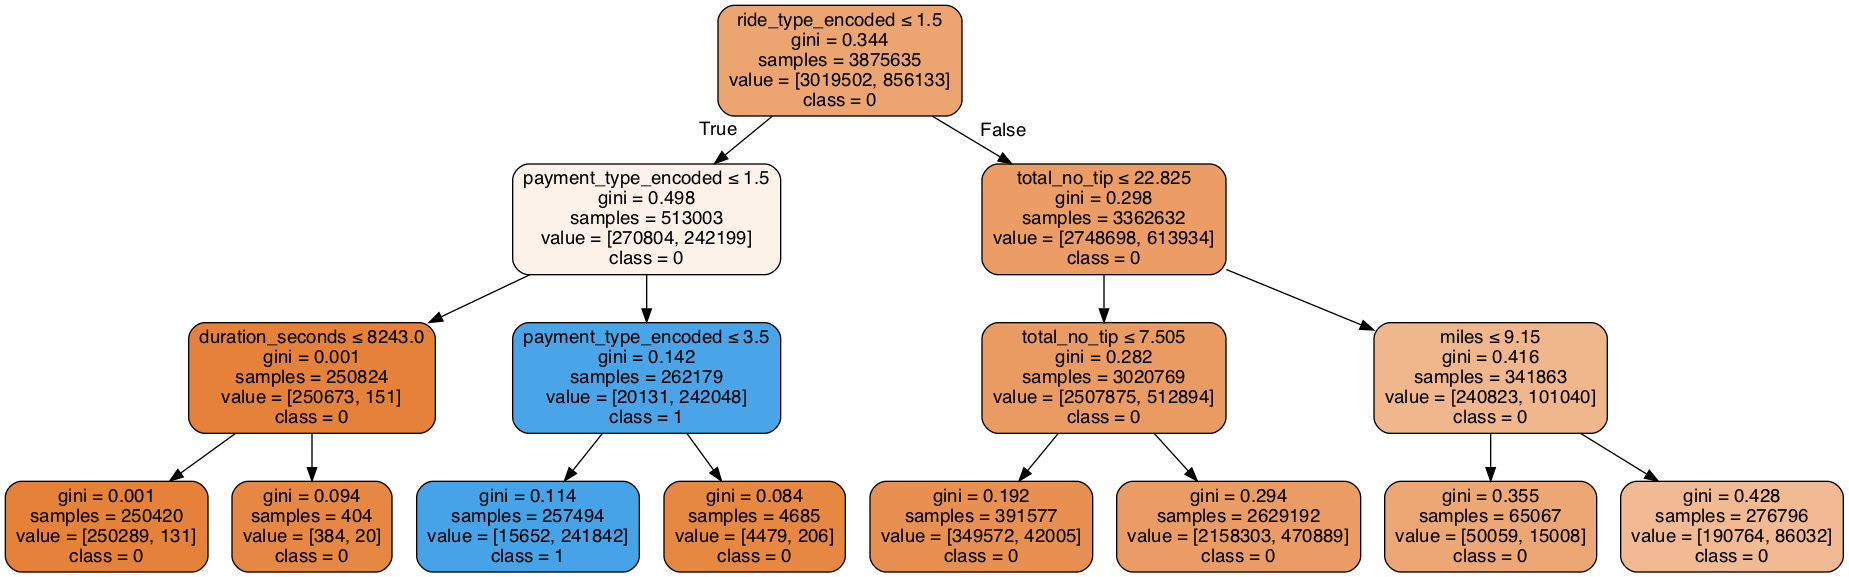 ride_type_encoded ≤ 1.5
gini = 0.344
samples = 3875635
value = [3019502, 856133]
class = 0
True
False
payment_type_encoded ≤ 1.5
gini = 0.498
samples = 513003
value = [270804, 242199]
class = 0
total_no_tip ≤ 22.825
gini = 0.298
samples = 3362632
value = [2748698, 613934]
class = 0
duration_seconds ≤ 8243.0
gini = 0.001
samples = 250824
value = [250673, 151]
class = 0
payment_type_encoded ≤ 3.5
gini = 0.142
samples = 262179
value = [20131, 242048]
class = 1
total_no_tip ≤ 7.505
gini = 0.282
samples = 3020769
value = [2507875, 512894]
class = 0
miles ≤ 9.15
gini = 0.416
samples = 341863
value = [240823, 101040]
class = 0
gini = 0.001
samples = 250420
value = [250289, 131]
class = 0
gini = 0.094
samples = 404
value = [384, 20]
class = 0
gini = 0.114
samples = 257494
value = [15652, 241842]
class = 1
gini = 0.084
samples = 4685
value = [4479, 206]
class = 0
gini = 0.192
samples = 391577
value = [349572, 42005]
class = 0
gini = 0.294
samples = 2629192
value = [2158303, 470889]
class = 0
gini = 0.355
samples = 65067
value = [50059, 15008]
class = 0
gini = 0.428
samples = 276796
value = [190764, 86032]
class = 0